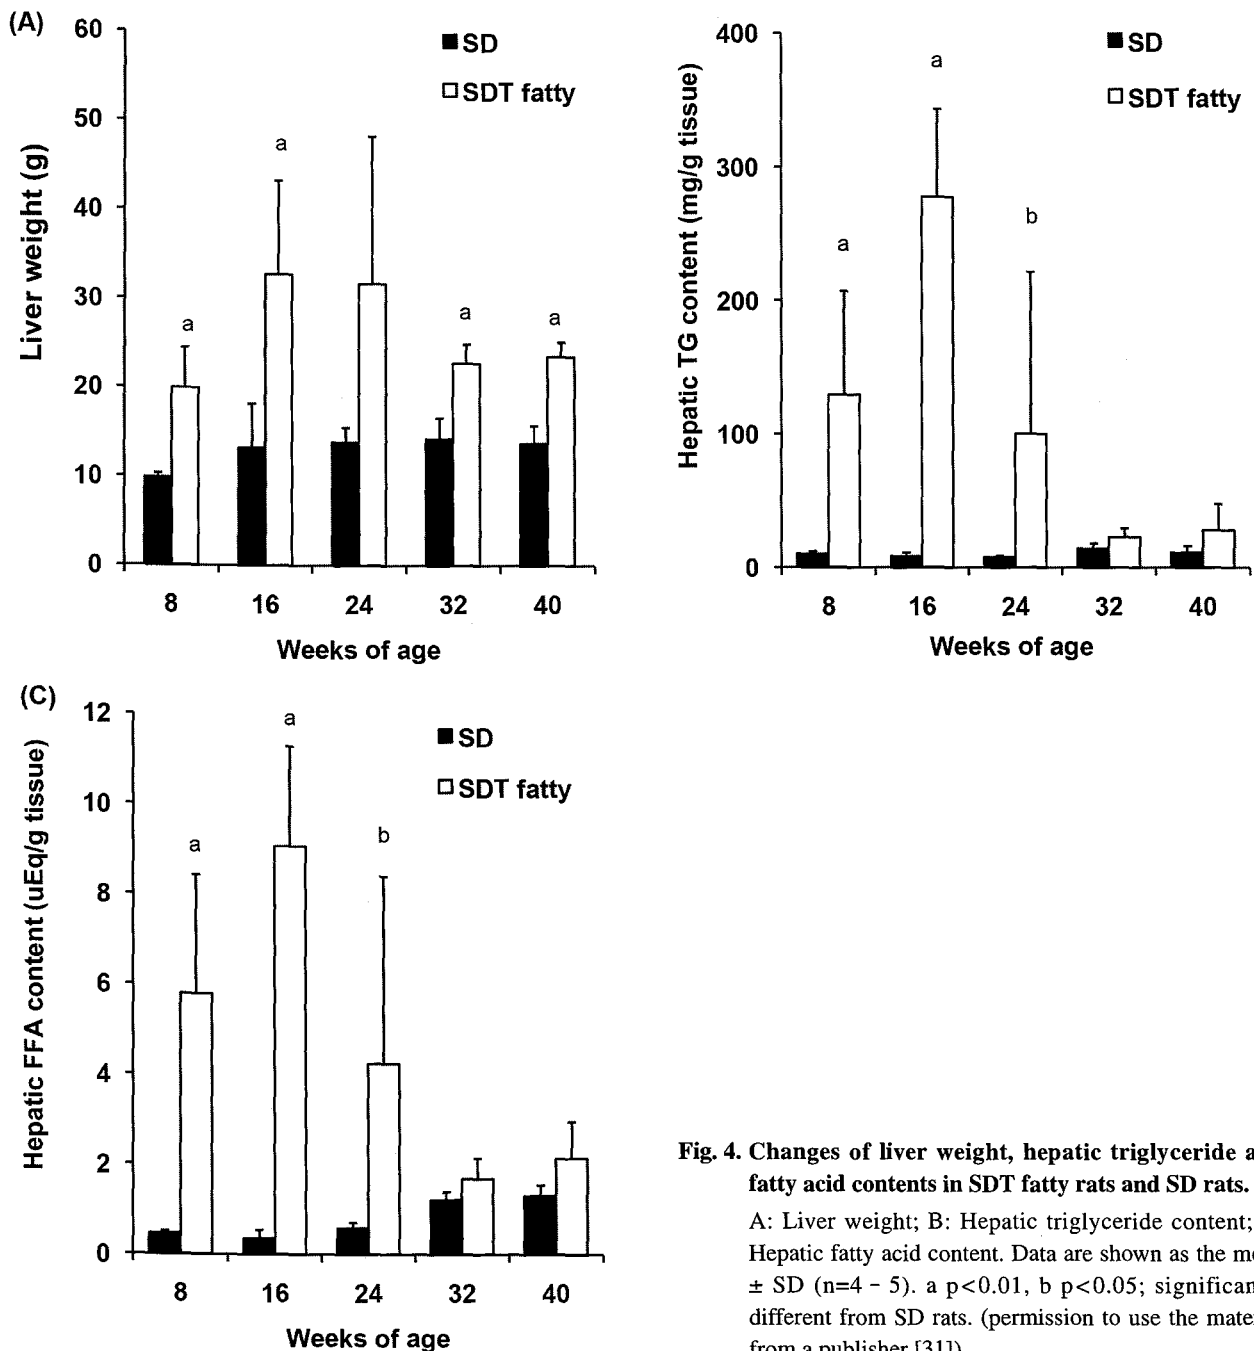 (A)
60
50
40
30
20
10
0
Liver weight (g)
SD
SDT fatty
a
a
a
a
8 16 24 32 40
Weeks of age
400
300
200
100
0
Hepatic TG content (mg/g tissue)
SD
SDT fatty
a
a
b
8 16 24 32 40
Weeks of age
(C)
12
10
8
6
4
2
0
Hepatic FFA content (uEq/g tissue)
SD
SDT fatty
a
a
b
8 16 24 32 40
Weeks of age
Fig. 4. Changes of liver weight, hepatic triglyceride a
fatty acid contents in SDT fatty rats and SD rats.
A: Liver weight; B: Hepatic triglyceride content;
Hepatic fatty acid content. Data are shown as the me
± SD (n=4 - 5). a p<0.01, b p<0.05; significan
different from SD rats. (permission to use the mater
from a publisher [31])